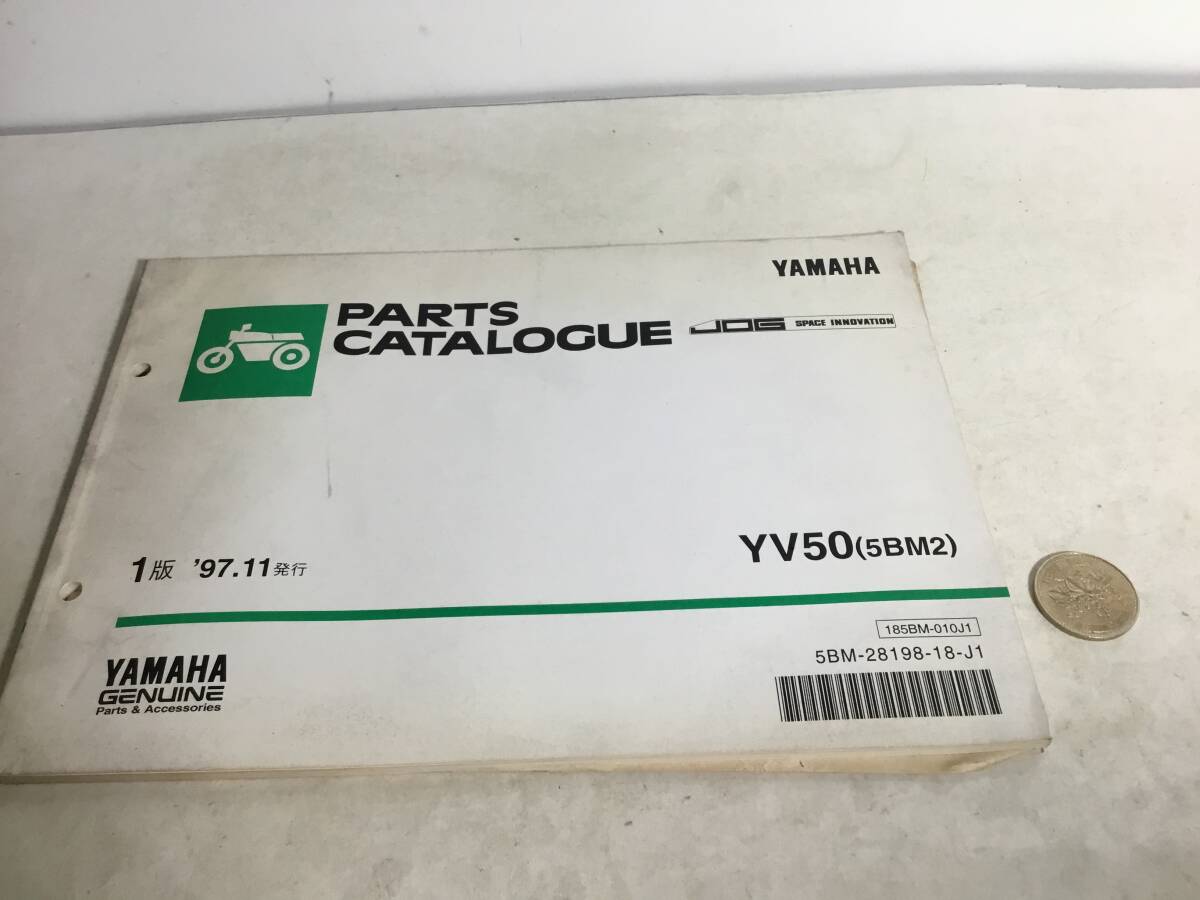 YAMAHA
PARTS
CATALOGUE JOG SPACE INNOVATION
YV50(5BM2)
1版 '97.11発行
185BM-010J1
5BM-28198-18-J1
YAMAHA
GENUINE
Parts & Accessories